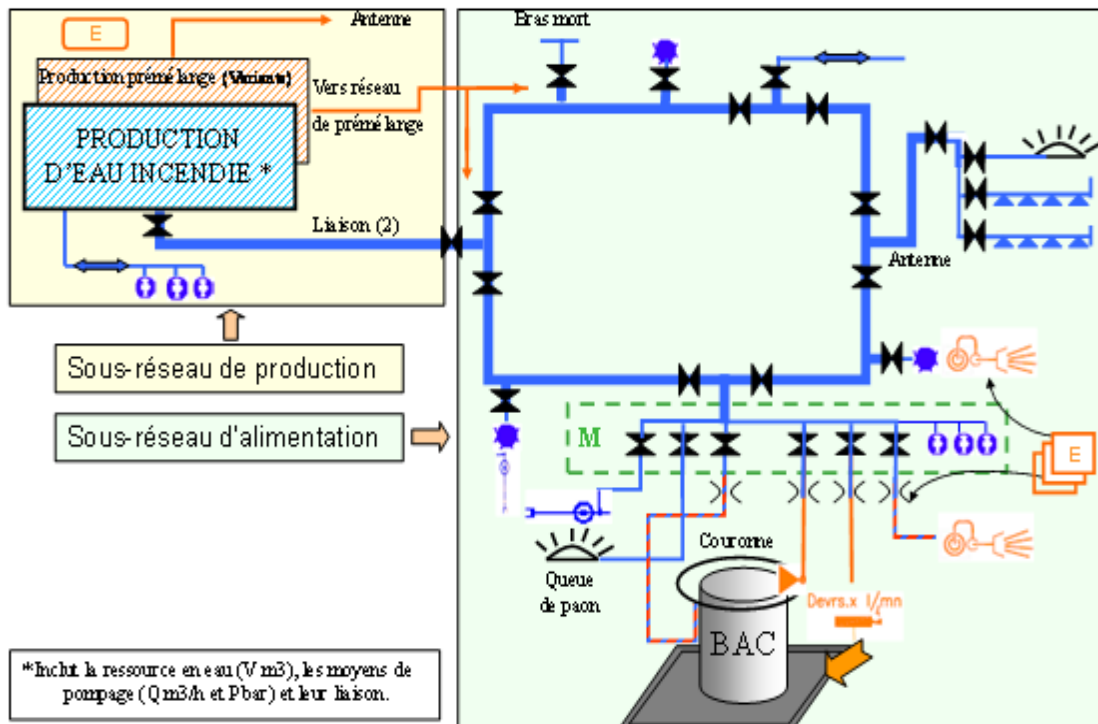 Antenne
E
Production prémélange (Variante)
Vers réseau
de prémélange
PRODUCTION
D'EAU INCENDIE *
Liaison (2)
Bras mort
Antenne
Sous-réseau de production
Sous-réseau d'alimentation
M
E
Couronne
Queue
de paon
Devrs.x l/mn
BAC
*Inclut la ressource en eau (V m3), les moyens de
pompage (Q m3/h et P bar) et leur liaison.